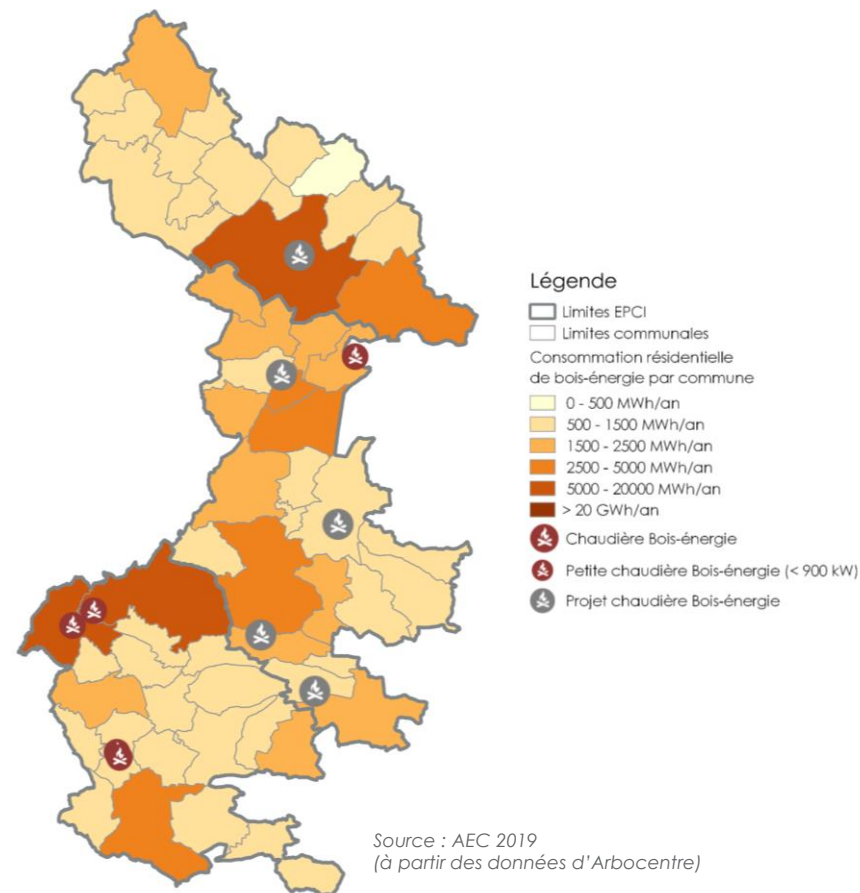 Légende
Limites EPCI
Limites communales
Consommation résidentielle
de bois-énergie par commune
0 - 500 MWh/an
500 - 1500 MWh/an
1500 - 2500 MWh/an
2500 - 5000 MWh/an
5000 - 20000 MWh/an
> 20 GWh/an
Chaudière Bois-énergie
Petite chaudière Bois-énergie (< 900 kW)
Projet chaudière Bois-énergie
Source : AEC 2019
(à partir des données d'Arbocentre)